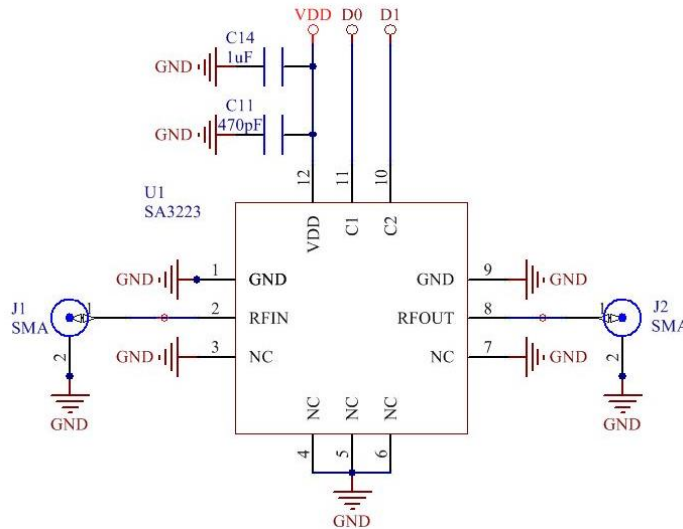 VDD D0 D1
C14
1uF
GND
C11
470pF
GND
12 11 10
U1
SA3223
VDD C1 C2
GND 1 GND GND 9 GND
J1
SMA
1 2 RFIN RFOUT 8 1
J2
SMA
2 GND 3 NC NC 7 GND 2
GND
NC NC NC
GND
4 5 6
GND